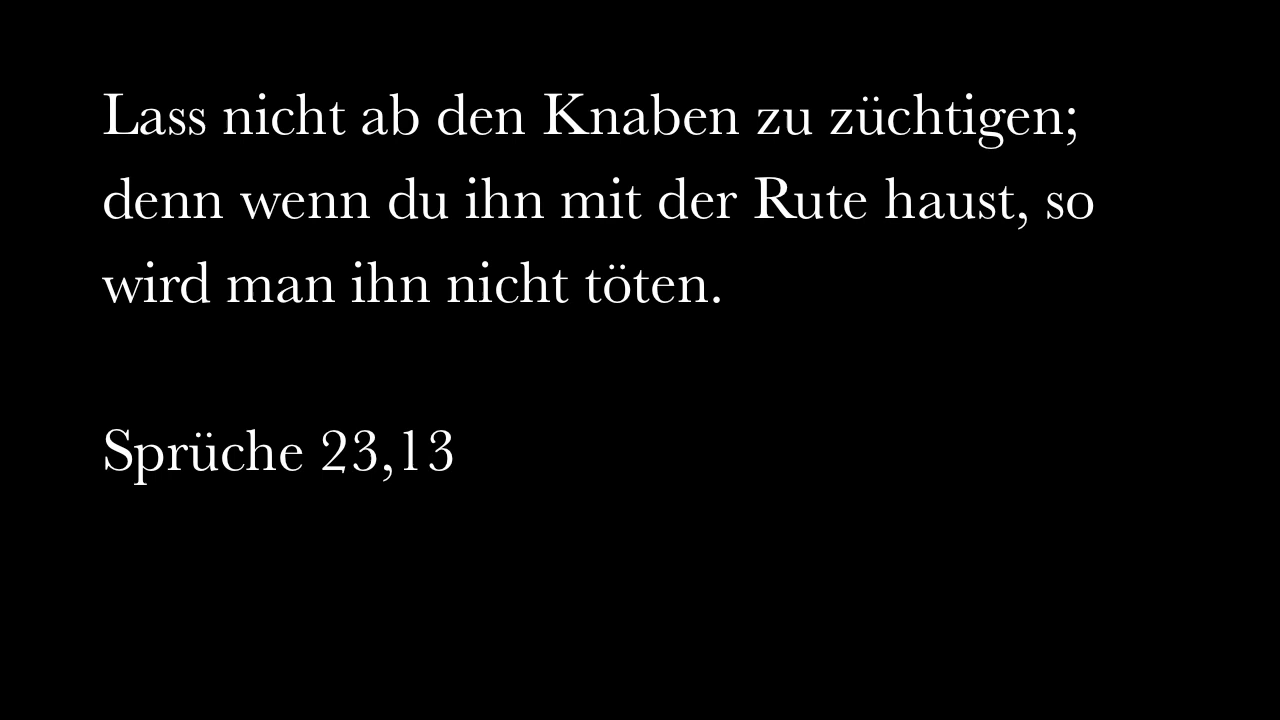 Lass nicht ab den Knaben zu züchtigen;
denn wenn du ihn mit der Rute haust, so
wird man ihn nicht töten.
Sprüche 23,13